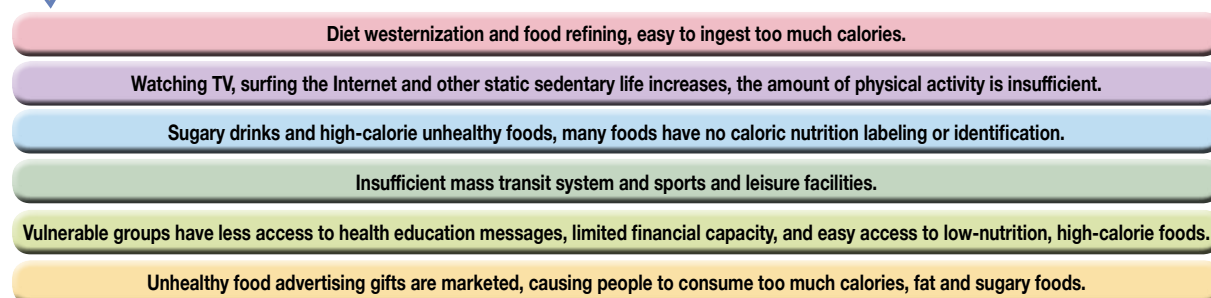 Diet westernization and food refining, easy to ingest too much calories.
Watching TV, surfing the Internet and other static sedentary life increases, the amount of physical activity is insufficient.
Sugary drinks and high-calorie unhealthy foods, many foods have no caloric nutrition labeling or identification.
Insufficient mass transit system and sports and leisure facilities.
Vulnerable groups have less access to health education messages, limited financial capacity, and easy access to low-nutrition, high-calorie foods.
Unhealthy food advertising gifts are marketed, causing people to consume too much calories, fat and sugary foods.